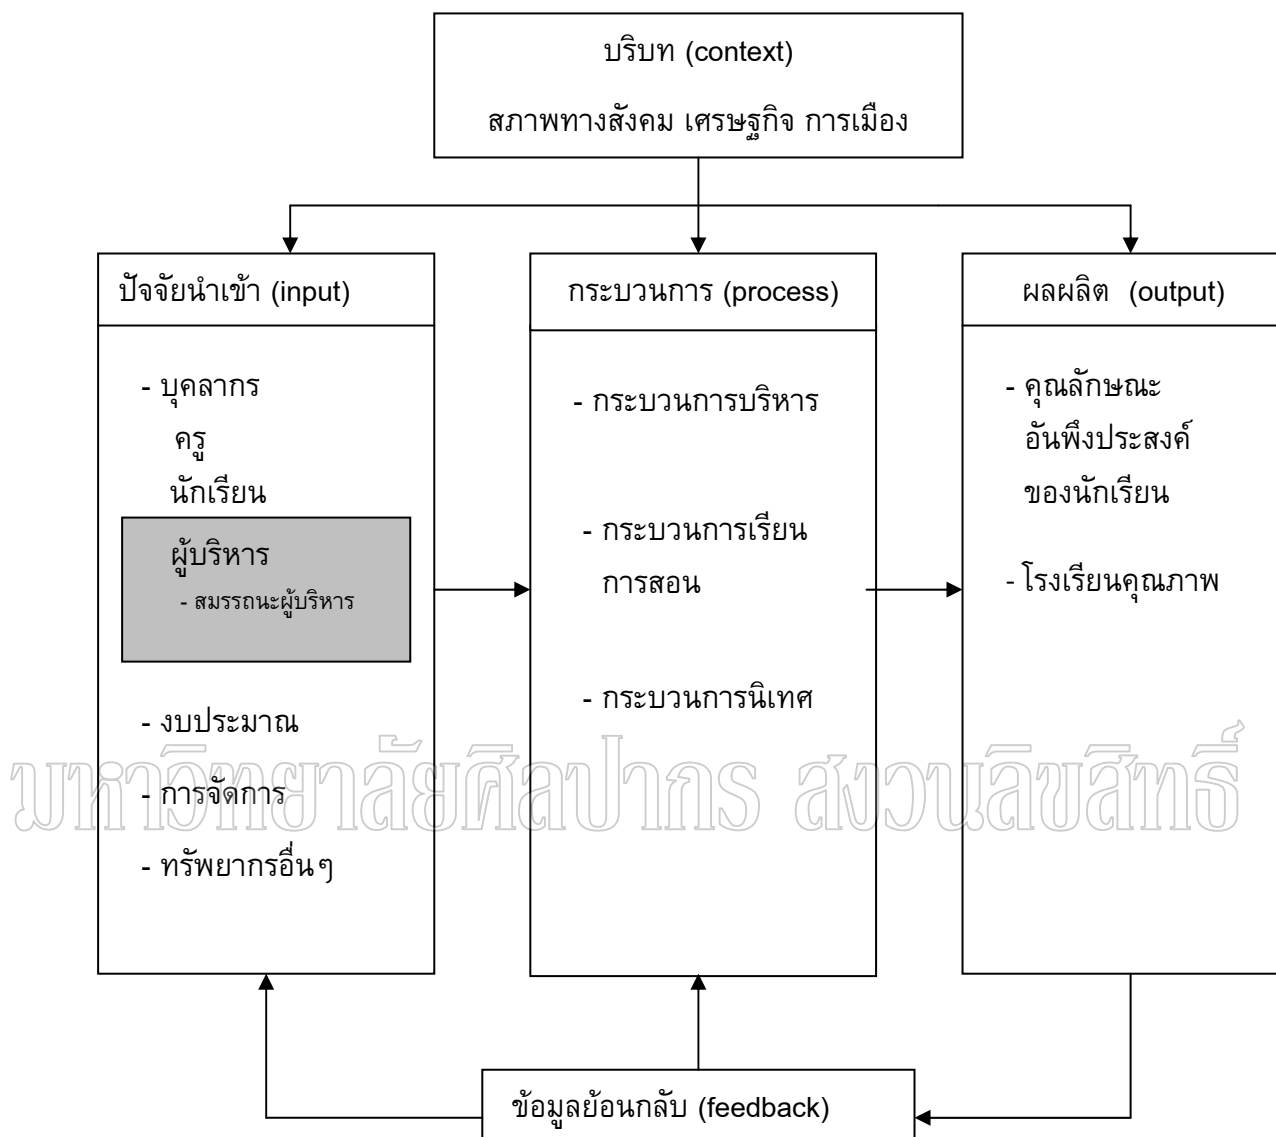 บริบท (context)
สภาพทางสังคม เศรษฐกิจ การเมือง
ปัจจัยนำเข้า (input)
- บุคลากร
ครู
นักเรียน
ผู้บริหาร
- สมรรถนะผู้บริหาร
- งบประมาณ
- การจัดการ
- ทรัพยากรอื่นๆ
กระบวนการ (process)
- กระบวนการบริหาร
- กระบวนการเรียน
การสอน
- กระบวนการนิเทศ
ผลผลิต (output)
- คุณลักษณะ
อันพึงประสงค์
ของนักเรียน
- โรงเรียนคุณภาพ
มหาวิทยาลัยศิลปากร สงวนลิขสิทธิ์
ข้อมูลย้อนกลับ (feedback)